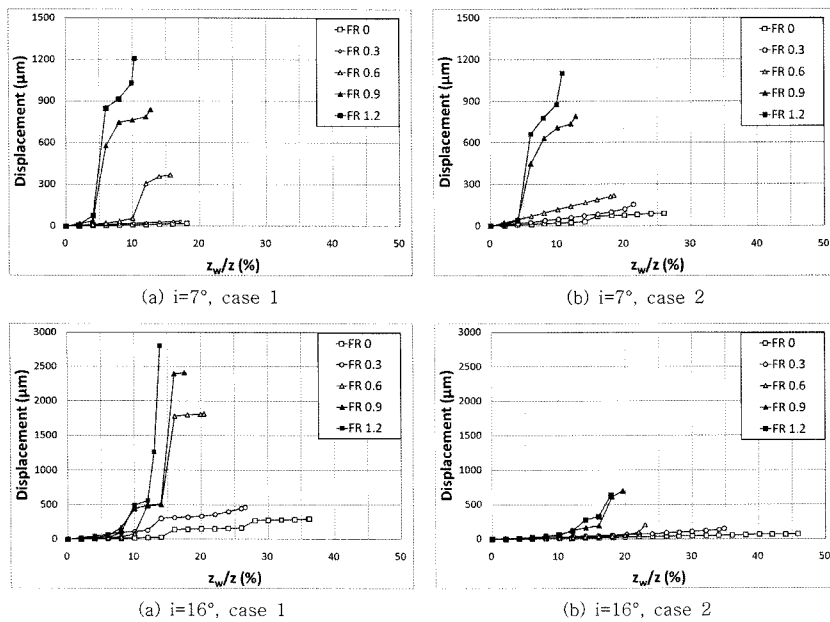 1500
1200
900
600
300
0
Displacement (μm)
0 10 20 30 40 50
z_w/z (%)
FR 0
FR 0.3
FR 0.6
FR 0.9
FR 1.2
(a) i=7°, case 1
1500
1200
900
600
300
0
Displacement (μm)
0 10 20 30 40 50
z_w/z (%)
FR 0
FR 0.3
FR 0.6
FR 0.9
FR 1.2
(b) i=7°, case 2
3000
2500
2000
1500
1000
500
0
Displacement (μm)
0 10 20 30 40 50
z_w/z (%)
FR 0
FR 0.3
FR 0.6
FR 0.9
FR 1.2
(a) i=16°, case 1
3000
2500
2000
1500
1000
500
0
Displacement (μm)
0 10 20 30 40 50
z_w/z (%)
FR 0
FR 0.3
FR 0.6
FR 0.9
FR 1.2
(b) i=16°, case 2